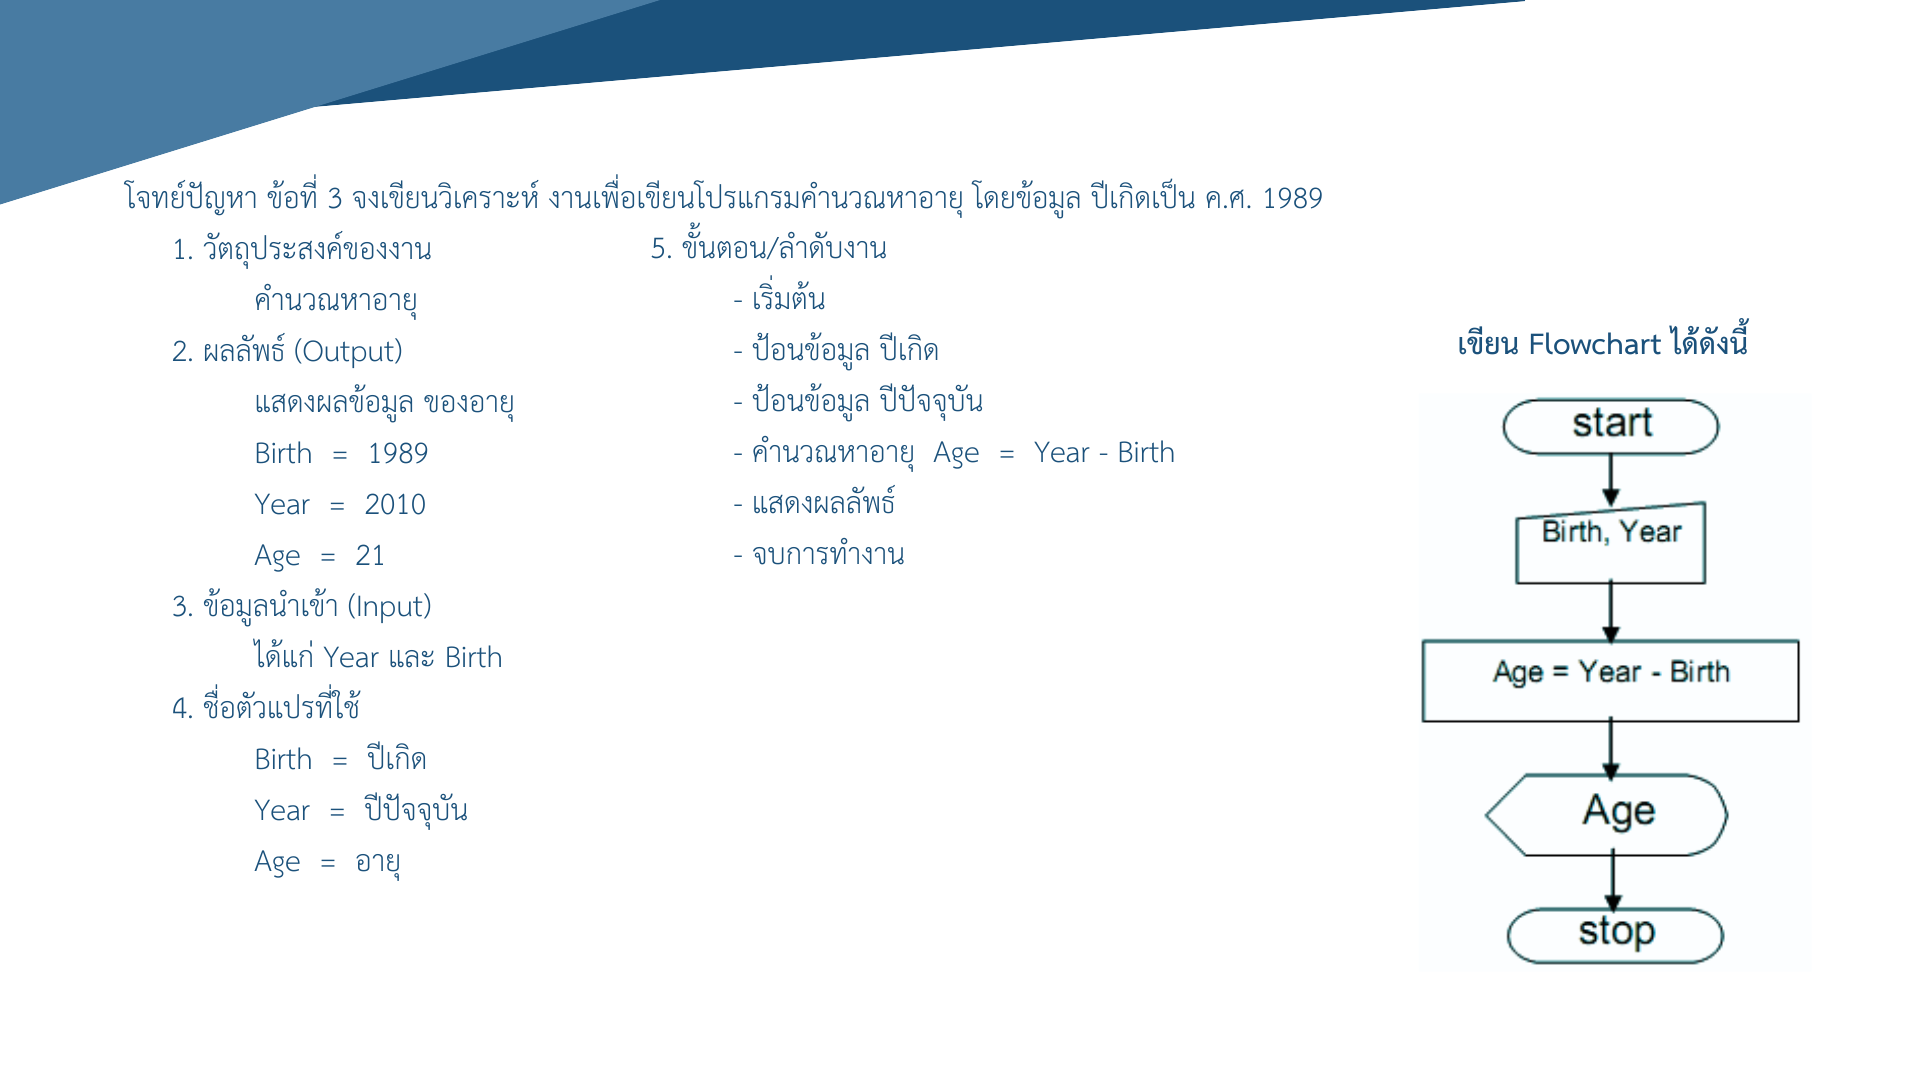 โจทย์ปัญหา ข้อที่ 3 จงเขียนวิเคราะห์ งานเพื่อเขียนโปรแกรมคำนวณหาอายุ โดยข้อมูล ปีเกิดเป็น ค.ศ. 1989
1. วัตถุประสงค์ของงาน
คำนวณหาอายุ
2. ผลลัพธ์ (Output)
แสดงผลข้อมูล ของอายุ
Birth = 1989
Year = 2010
Age = 21
3. ข้อมูลนำเข้า (Input)
ได้แก่ Year และ Birth
4. ชื่อตัวแปรที่ใช้
Birth = ปีเกิด
Year = ปีปัจจุบัน
Age = อายุ
5. ขั้นตอน/ลำดับงาน
- เริ่มต้น
- ป้อนข้อมูล ปีเกิด
- ป้อนข้อมูล ปีปัจจุบัน
- คำนวณหาอายุ Age = Year - Birth
- แสดงผลลัพธ์
- จบการทำงาน
เขียน Flowchart ได้ดังนี้
start
Birth, Year
Age = Year - Birth
Age
stop